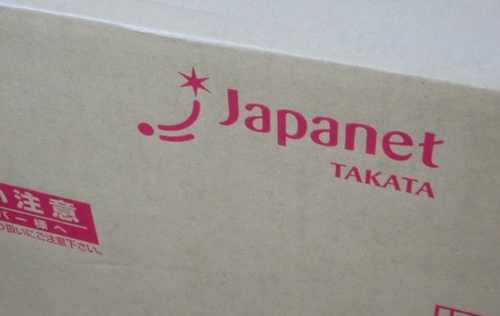 Japanet
TAKATA
注意
バー様へ
扱いにご注意下さい。